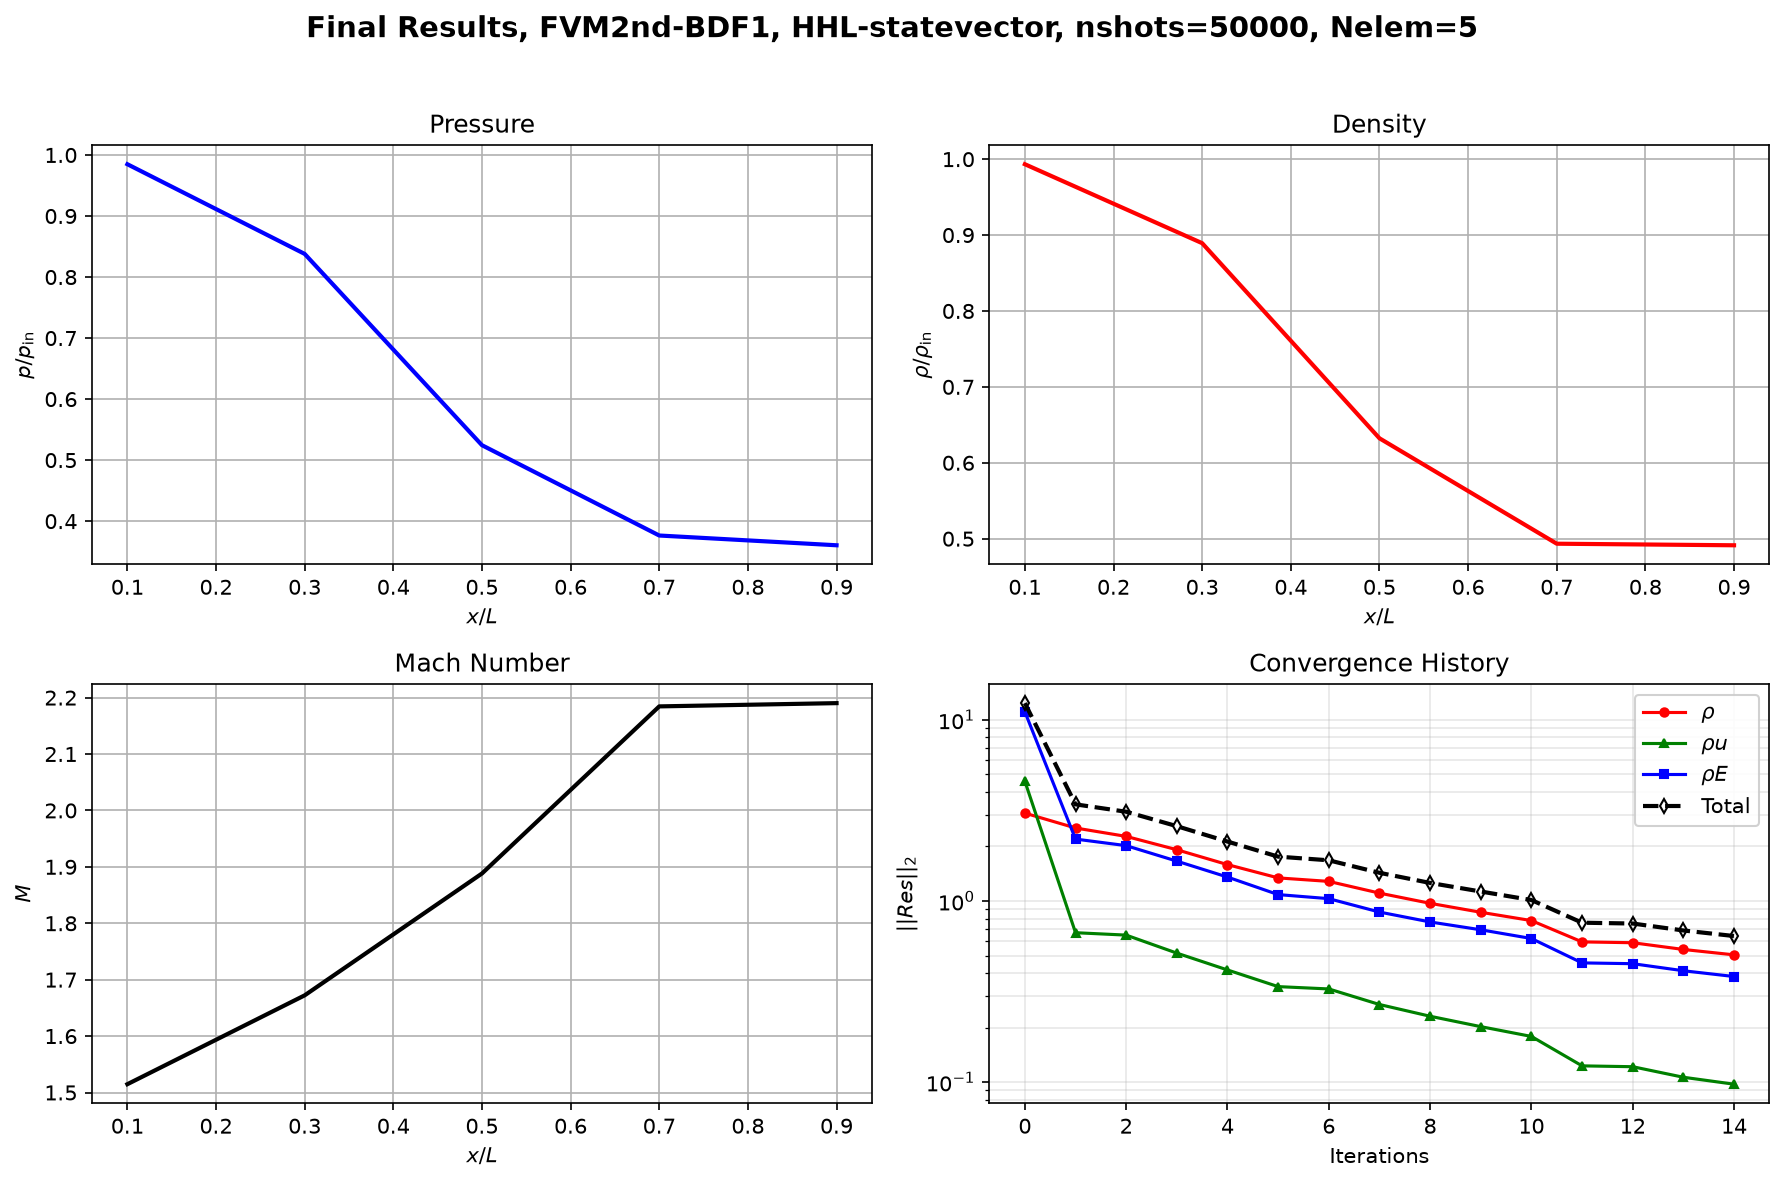 Final Results, FVM2nd-BDF1, HHL-statevector, nshots=50000, Nelem=5
Pressure
1.0
0.9
0.8
0.7
0.6
0.5
0.4
p/p_in
0.1 0.2 0.3 0.4 0.5 0.6 0.7 0.8 0.9
x/L
Density
1.0
0.9
0.8
0.7
0.6
0.5
ρ/ρ_in
0.1 0.2 0.3 0.4 0.5 0.6 0.7 0.8 0.9
x/L
Mach Number
2.2
2.1
2.0
1.9
1.8
1.7
1.6
1.5
M
0.1 0.2 0.3 0.4 0.5 0.6 0.7 0.8 0.9
x/L
Convergence History
10¹
10⁰
10⁻¹
||Res||₂
ρ
ρu
ρE
Total
0 2 4 6 8 10 12 14
Iterations